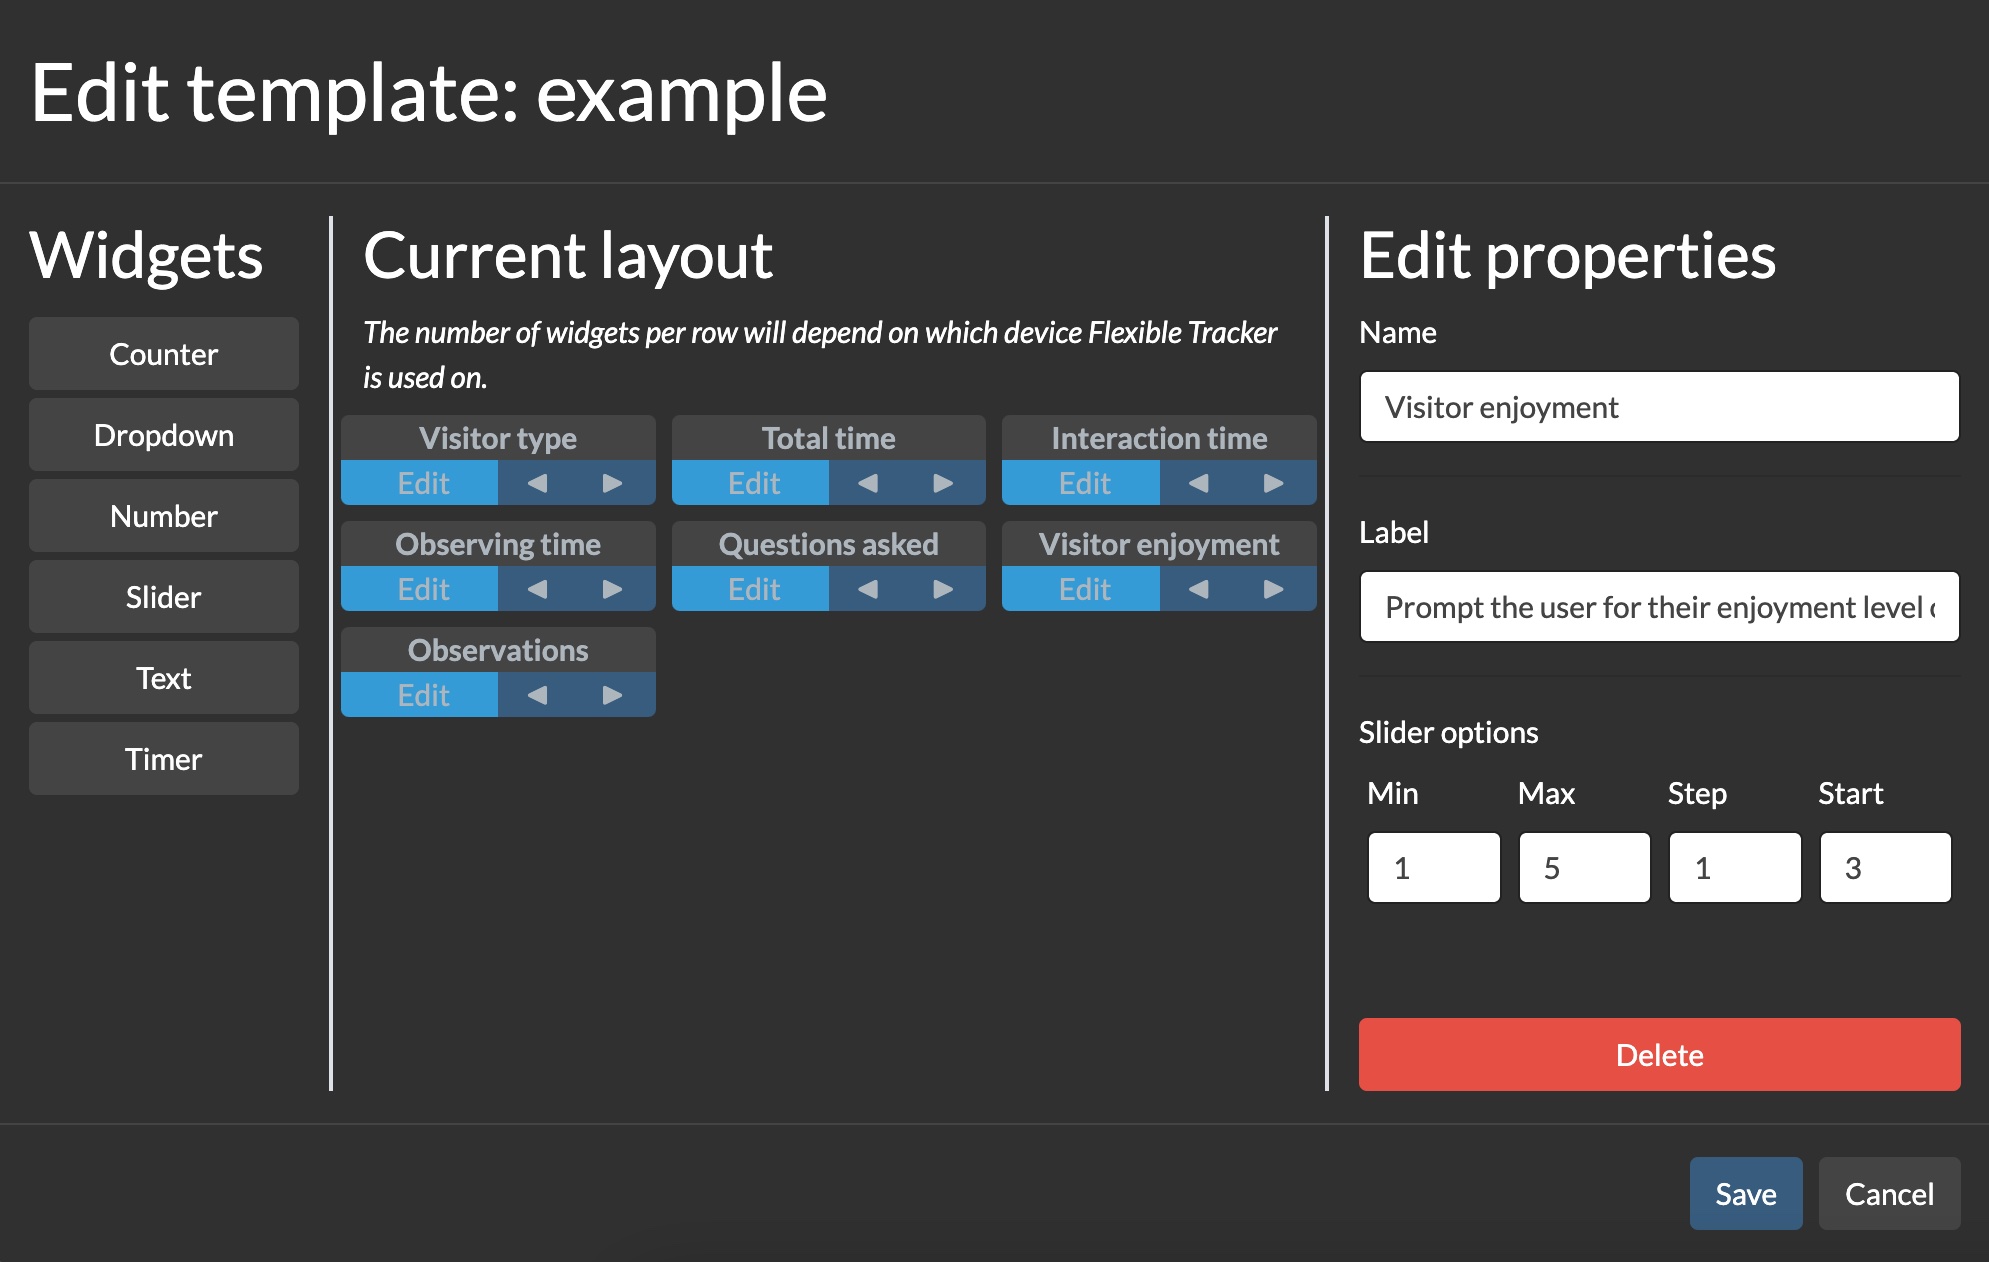 Edit template: example
Widgets
Counter
Dropdown
Number
Slider
Text
Timer
Current layout
The number of widgets per row will depend on which device Flexible Tracker
is used on.
Visitor type
Edit ◀ ▶
Total time
Edit ◀ ▶
Interaction time
Edit ◀ ▶
Observing time
Edit ◀ ▶
Questions asked
Edit ◀ ▶
Visitor enjoyment
Edit ◀ ▶
Observations
Edit ◀ ▶
Edit properties
Name
Visitor enjoyment
Label
Prompt the user for their enjoyment level
Slider options
Min Max Step Start
1 5 1 3
Delete
Save Cancel